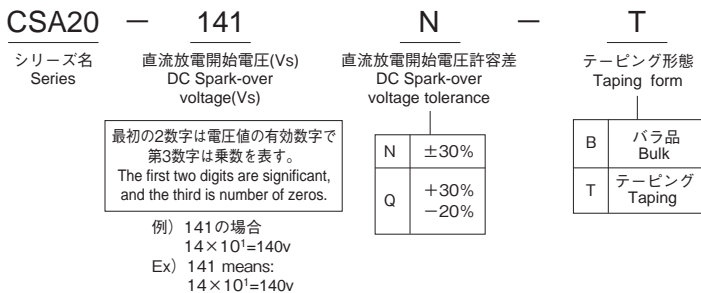 CSA20 － 141 N － T
シリーズ名
Series
直流放電開始電圧(Vs)
DC Spark-over
voltage(Vs)
最初の2数字は電圧値の有効数字で
第3数字は乗数を表す。
The first two digits are significant,
and the third is number of zeros.
例）141の場合
14×10¹=140v
Ex）141 means:
14×10¹=140v
直流放電開始電圧許容差
DC Spark-over
voltage tolerance
N ±30%
Q +30%
−20%
テーピング形態
Taping form
B バラ品
Bulk
T テーピング
Taping